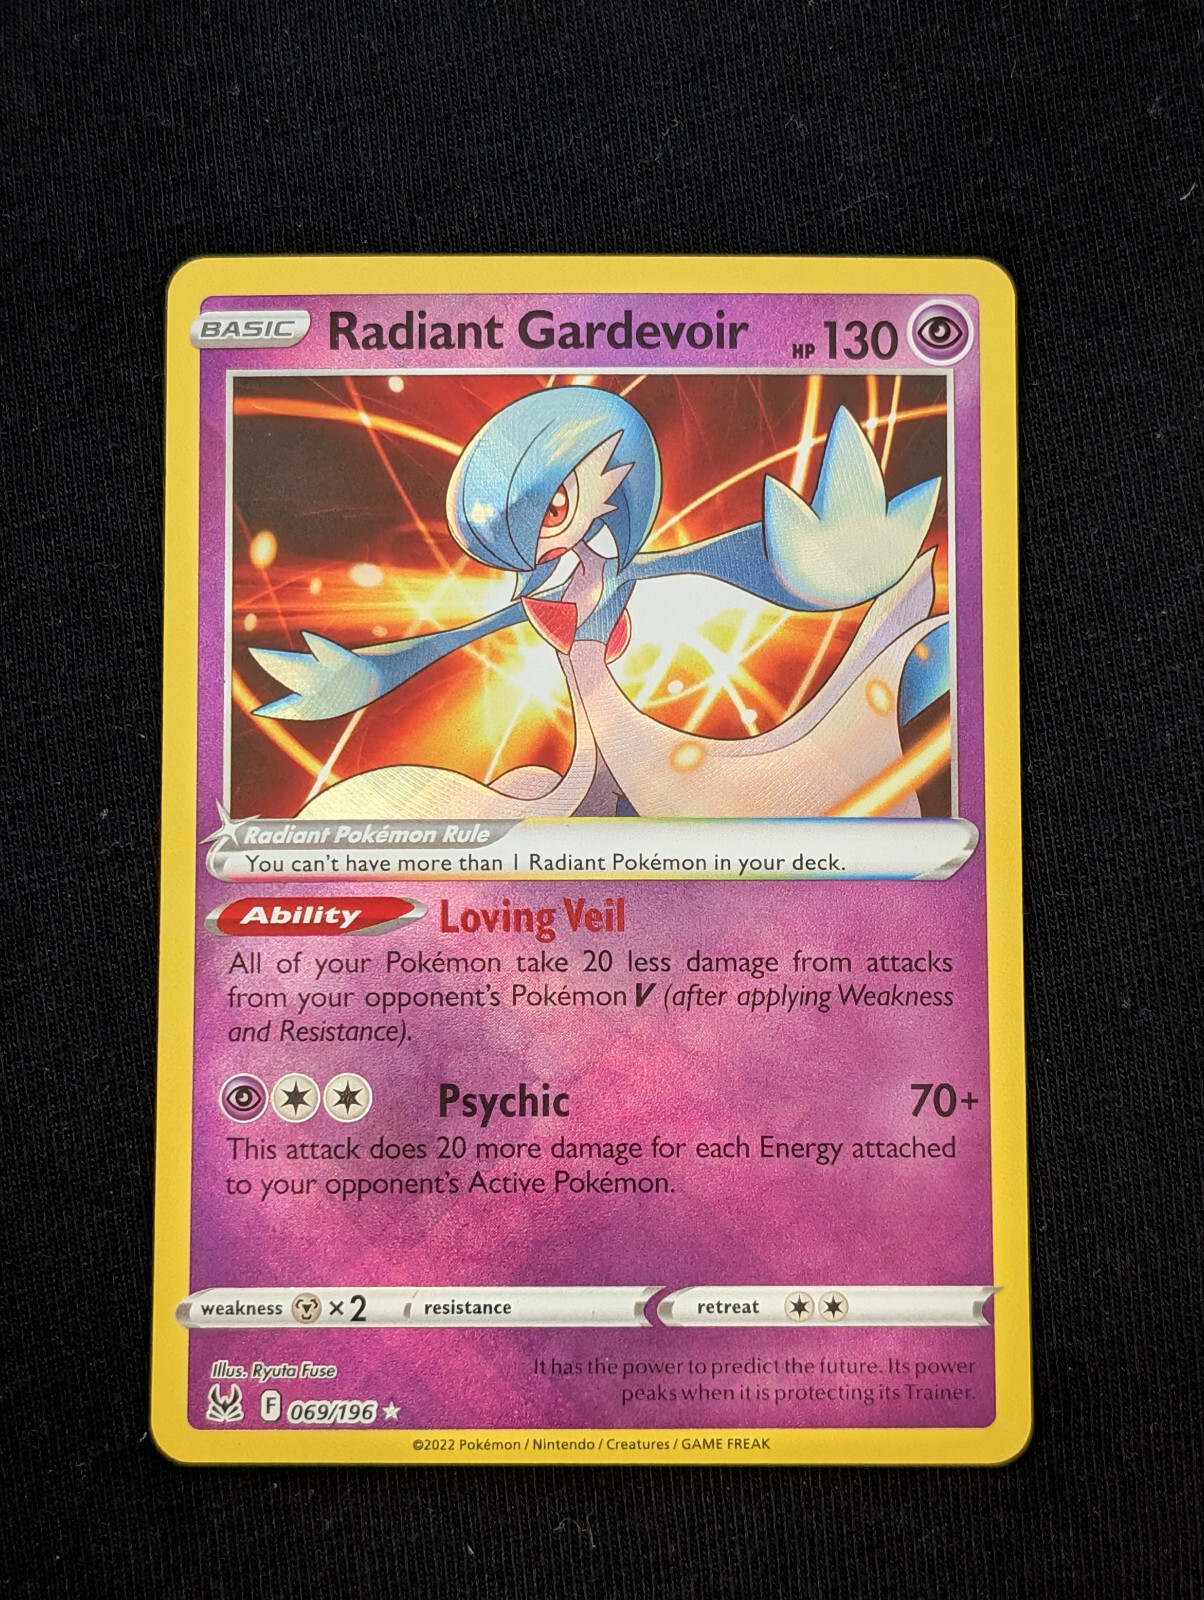 BASIC Radiant Gardevoir HP 130
Radiant Pokémon Rule
You can't have more than 1 Radiant Pokémon in your deck.
Ability Loving Veil
All of your Pokémon take 20 less damage from attacks
from your opponent's Pokémon V (after applying Weakness
and Resistance).
Psychic 70+
This attack does 20 more damage for each Energy attached
to your opponent's Active Pokémon.
weakness ×2 resistance retreat
Illus. Ryuta Fuse
It has the power to predict the future. Its power
peaks when it is protecting its Trainer.
F 069/196
©2022 Pokémon / Nintendo / Creatures / GAME FREAK